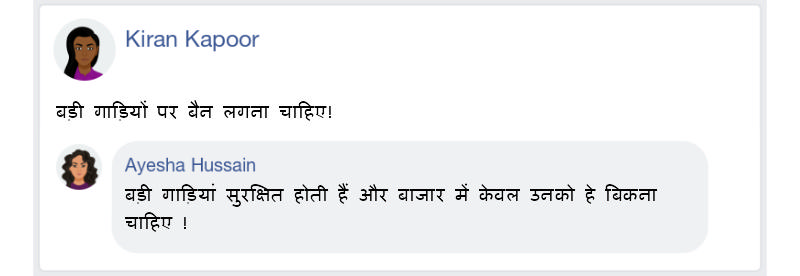 Kiran Kapoor
बड़ी गाड़ियों पर बैन लगना चाहिए!
Ayesha Hussain
बड़ी गाड़ियां सुरक्षित होती हैं और बाजार में केवल उनको हे बिकना
चाहिए !